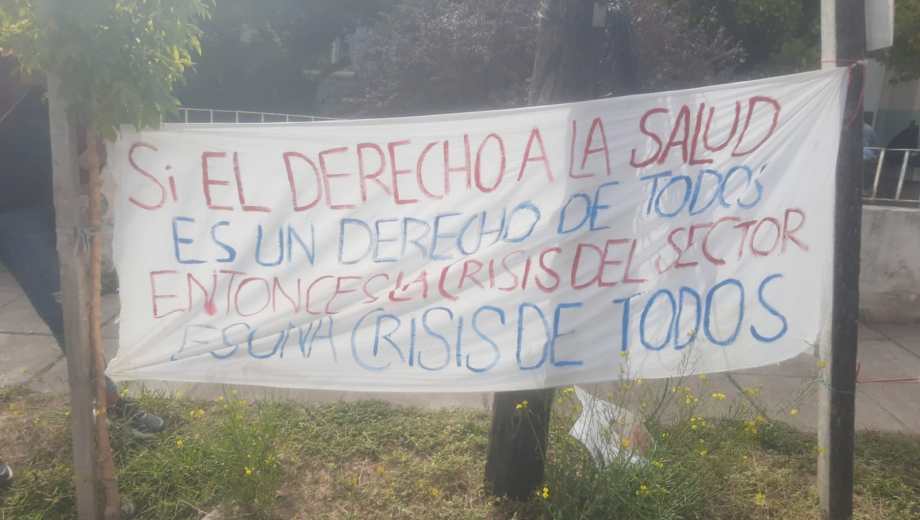 Si EL DERECHO A LA SALUD
ES UN DERECHO DE TODOS
ENTONCES LA CRISIS DEL SECTOR
ES UNA CRISIS DE TODOS